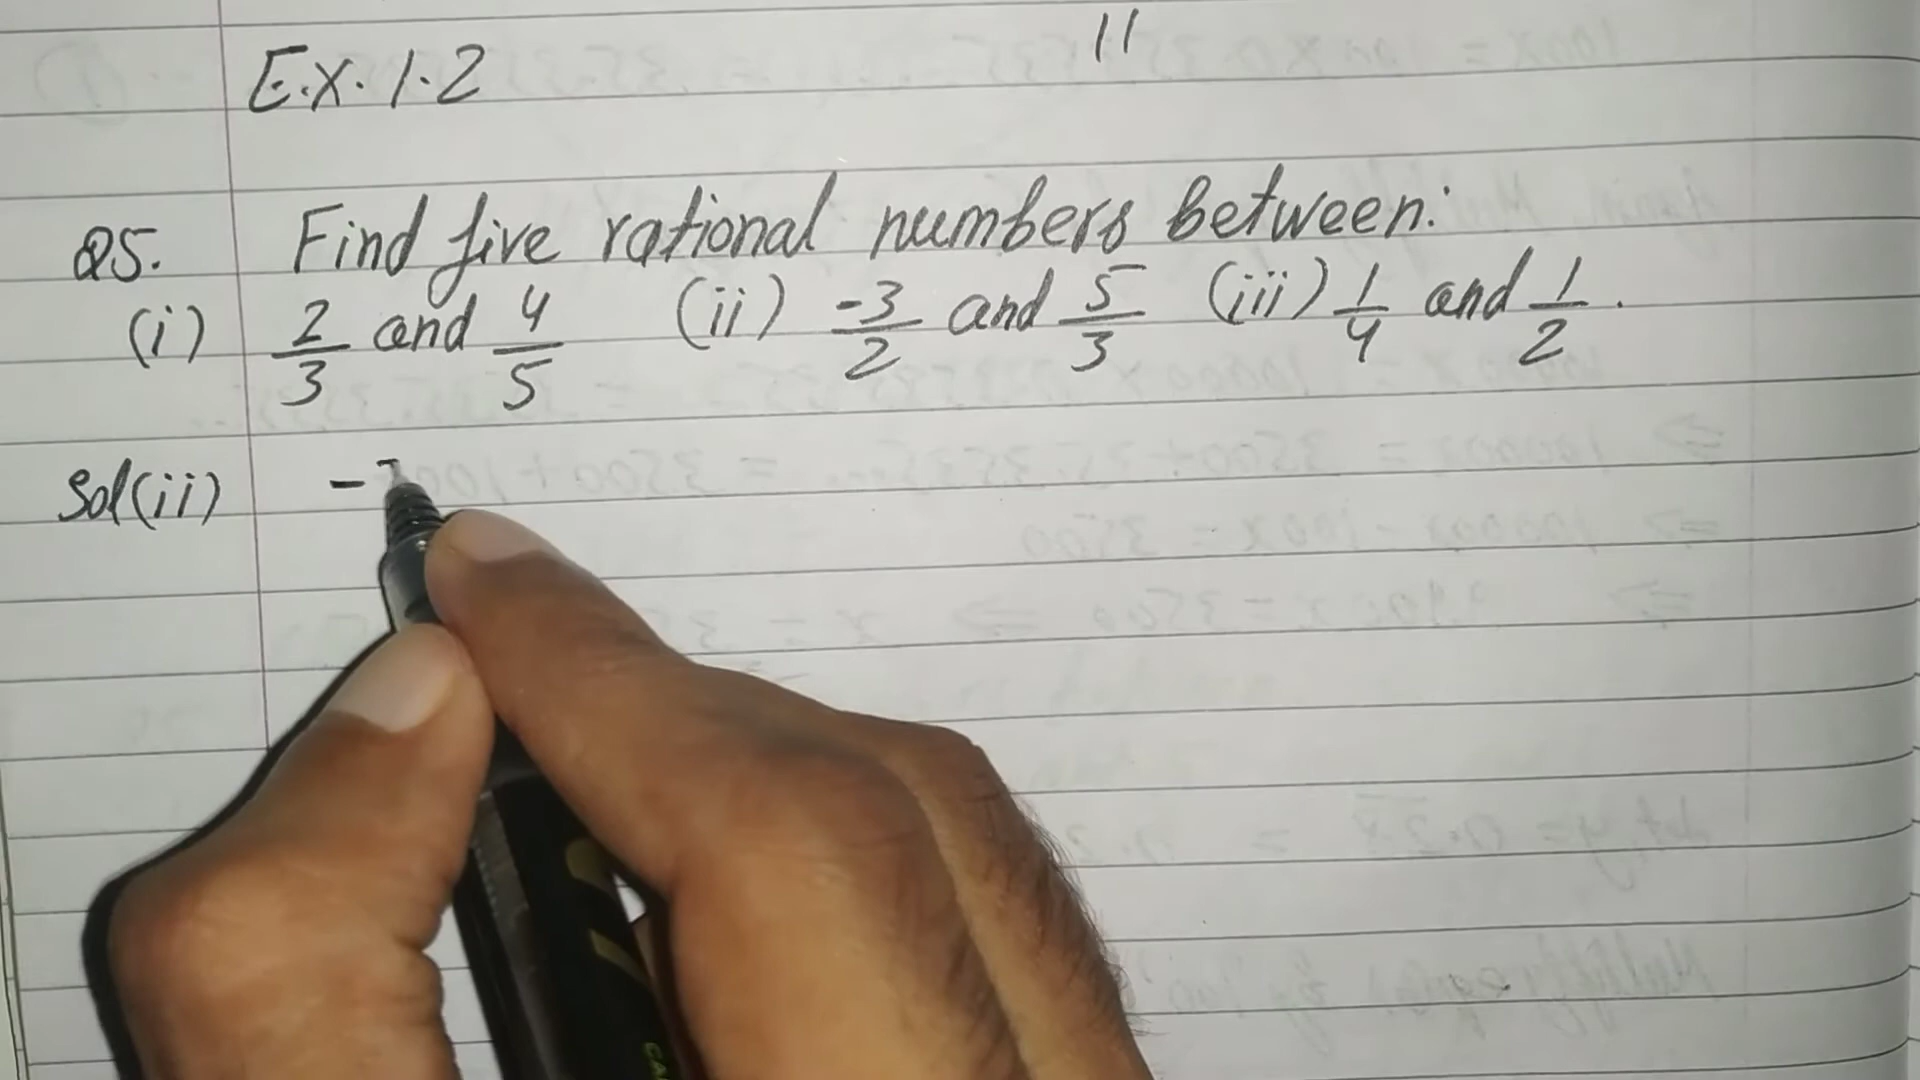 11
E.x.1.2
Q5. Find five rational numbers between:
(i) 2/3 and 4/5 (ii) -3/2 and 5/3 (iii) 1/4 and 1/2.
Sol(ii) -